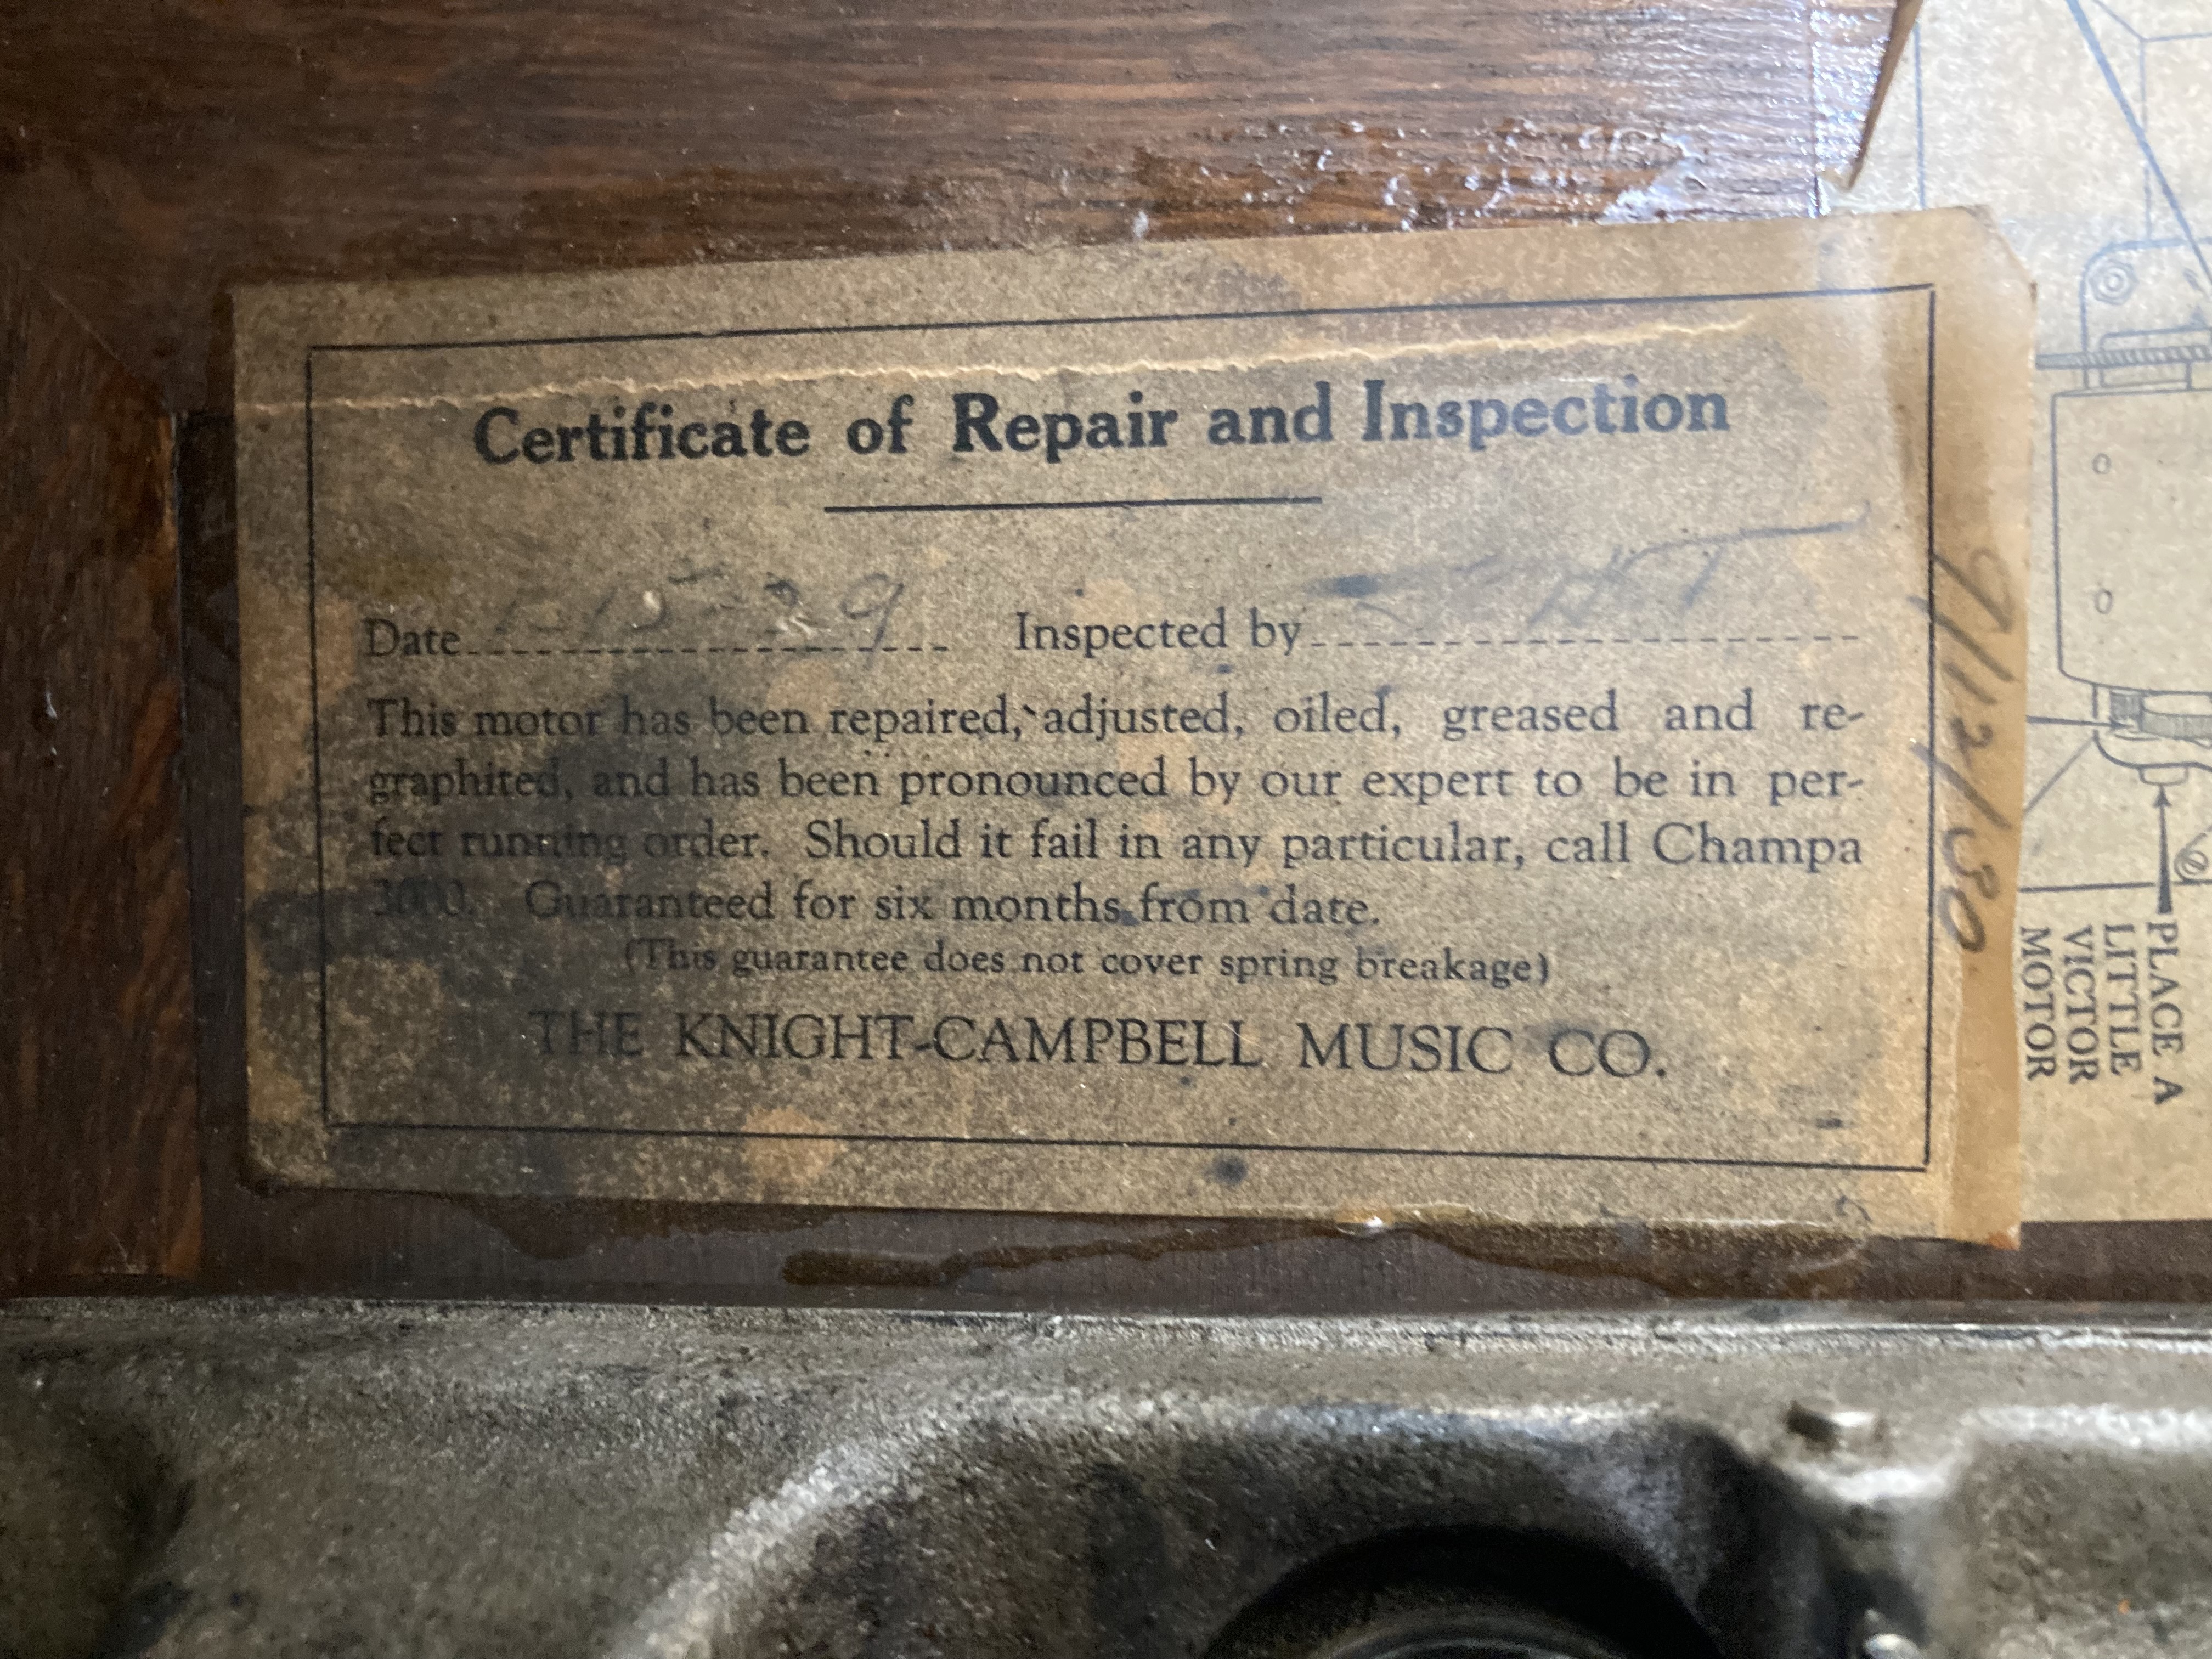 Certificate of Repair and Inspection
Date 1-15-29 Inspected by
This motor has been repaired, adjusted, oiled, greased and re-
graphited, and has been pronounced by our expert to be in per-
fect running order. Should it fail in any particular, call Champa
3000. Guaranteed for six months from date.
(This guarantee does not cover spring breakage)
THE KNIGHT-CAMPBELL MUSIC CO.
9/12/30
PLACE A
LITTLE
VICTOR
MOTOR